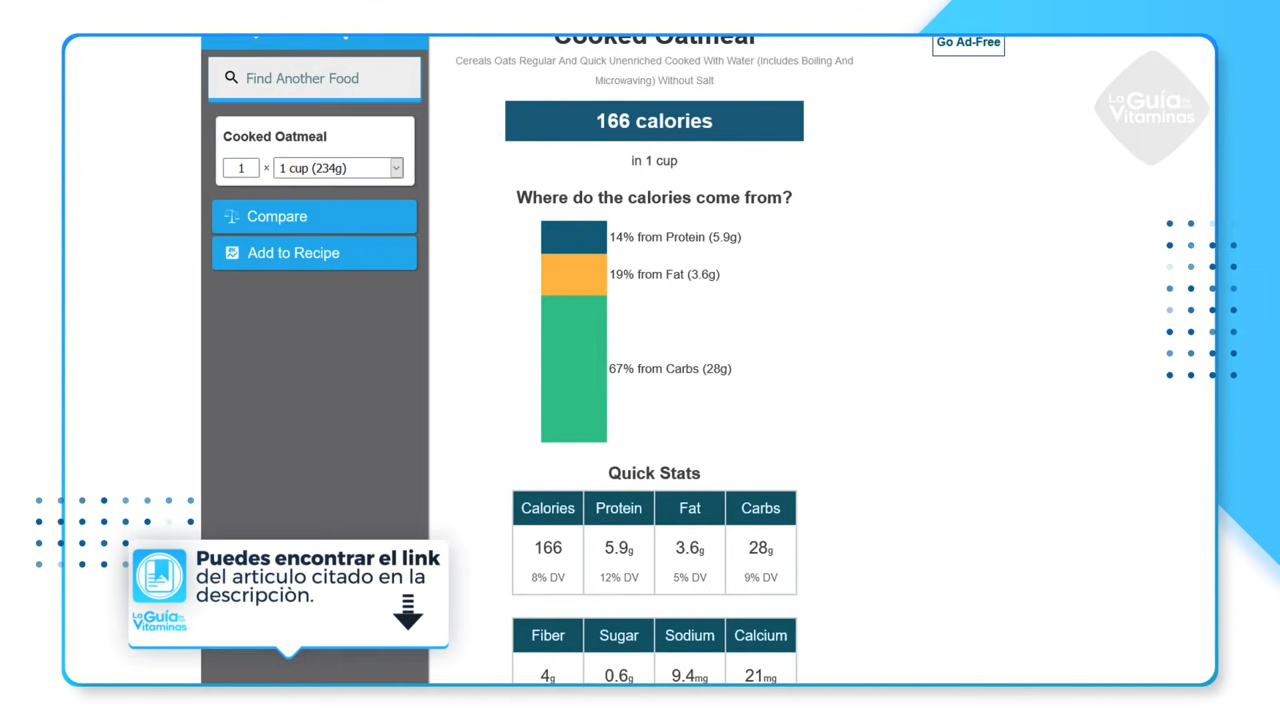 Cooked Oatmeal
Go Ad-Free
Find Another Food
Cereals Oats Regular And Quick Unenriched Cooked With Water (Includes Boiling And
Microwaving) Without Salt
La Guía de las
Vitaminas
166 calories
Cooked Oatmeal
1 × 1 cup (234g)
in 1 cup
Where do the calories come from?
Compare
14% from Protein (5.9g)
Add to Recipe
19% from Fat (3.6g)
67% from Carbs (28g)
Quick Stats
Calories Protein Fat Carbs
166 5.9g 3.6g 28g
8% DV 12% DV 5% DV 9% DV
Fiber Sugar Sodium Calcium
4g 0.6g 9.4mg 21mg
Puedes encontrar el link
del articulo citado en la
descripciòn.
La Guía de las
Vitaminas